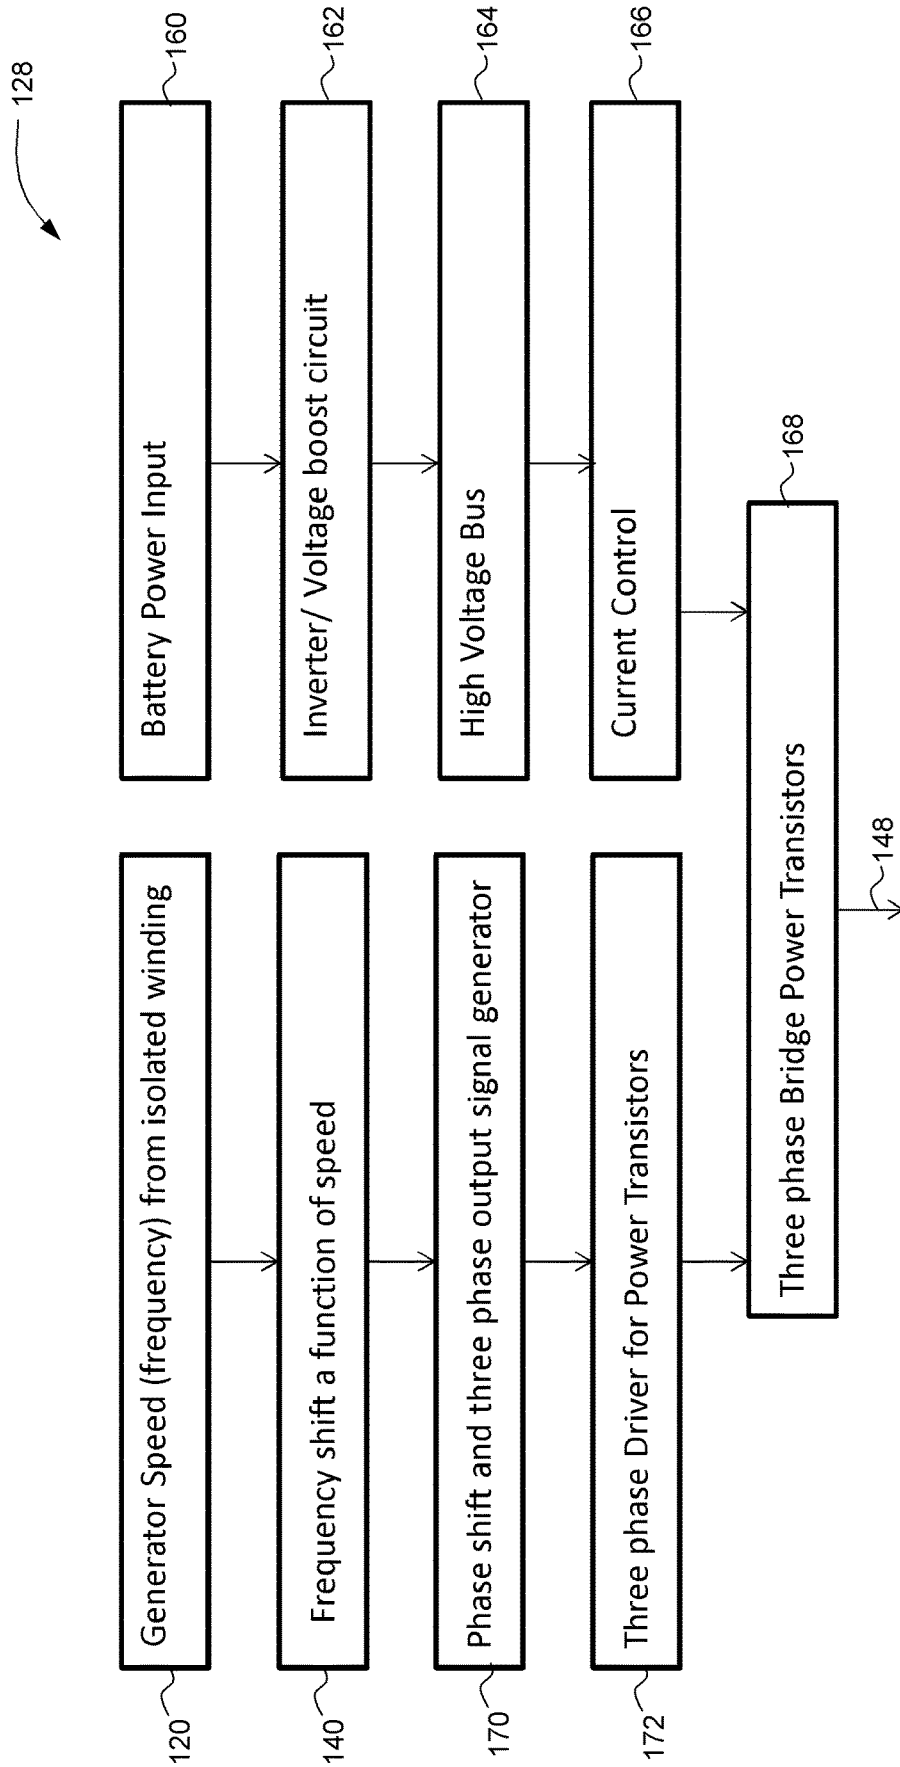 128
Generator Speed (frequency) from isolated winding
120
Frequency shift a function of speed
140
Phase shift and three phase output signal generator
170
Three phase Driver for Power Transistors
172
Battery Power Input
160
Inverter/ Voltage boost circuit
162
High Voltage Bus
164
Current Control
166
Three phase Bridge Power Transistors
168
148